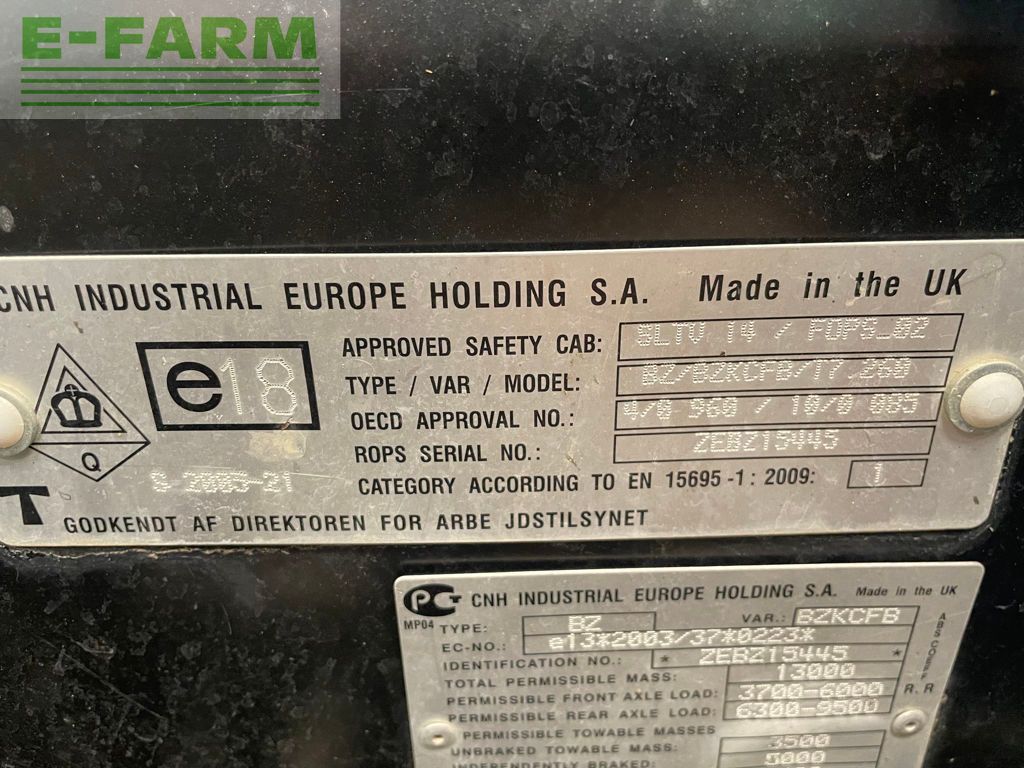 E-FARM
CNH INDUSTRIAL EUROPE HOLDING S.A. Made in the UK
APPROVED SAFETY CAB: SLTV 14 / FOPS_02
e18
TYPE / VAR / MODEL: BZ/BZKCFB/T7.260
OECD APPROVAL NO.: 4/0 960 / 10/0 085
ROPS SERIAL NO.: ZEBZ15445
Q
S 2005-21
CATEGORY ACCORDING TO EN 15695-1: 2009: 1
T GODKENDT AF DIREKTOREN FOR ARBE JDSTILSYNET
CNH INDUSTRIAL EUROPE HOLDING S.A. Made in the UK
MP04 TYPE: BZ VAR.: BZKCFB
EC-NO.: e13*2003/37*0223*
IDENTIFICATION NO.: * ZEBZ15445 *
TOTAL PERMISSIBLE MASS: 13000
PERMISSIBLE FRONT AXLE LOAD: 3700-6000 R.R
PERMISSIBLE REAR AXLE LOAD: 6300-9500
PERMISSIBLE TOWABLE MASSES
UNBRAKED TOWABLE MASS: 3500
INDEPENDENTLY BRAKED: 5000